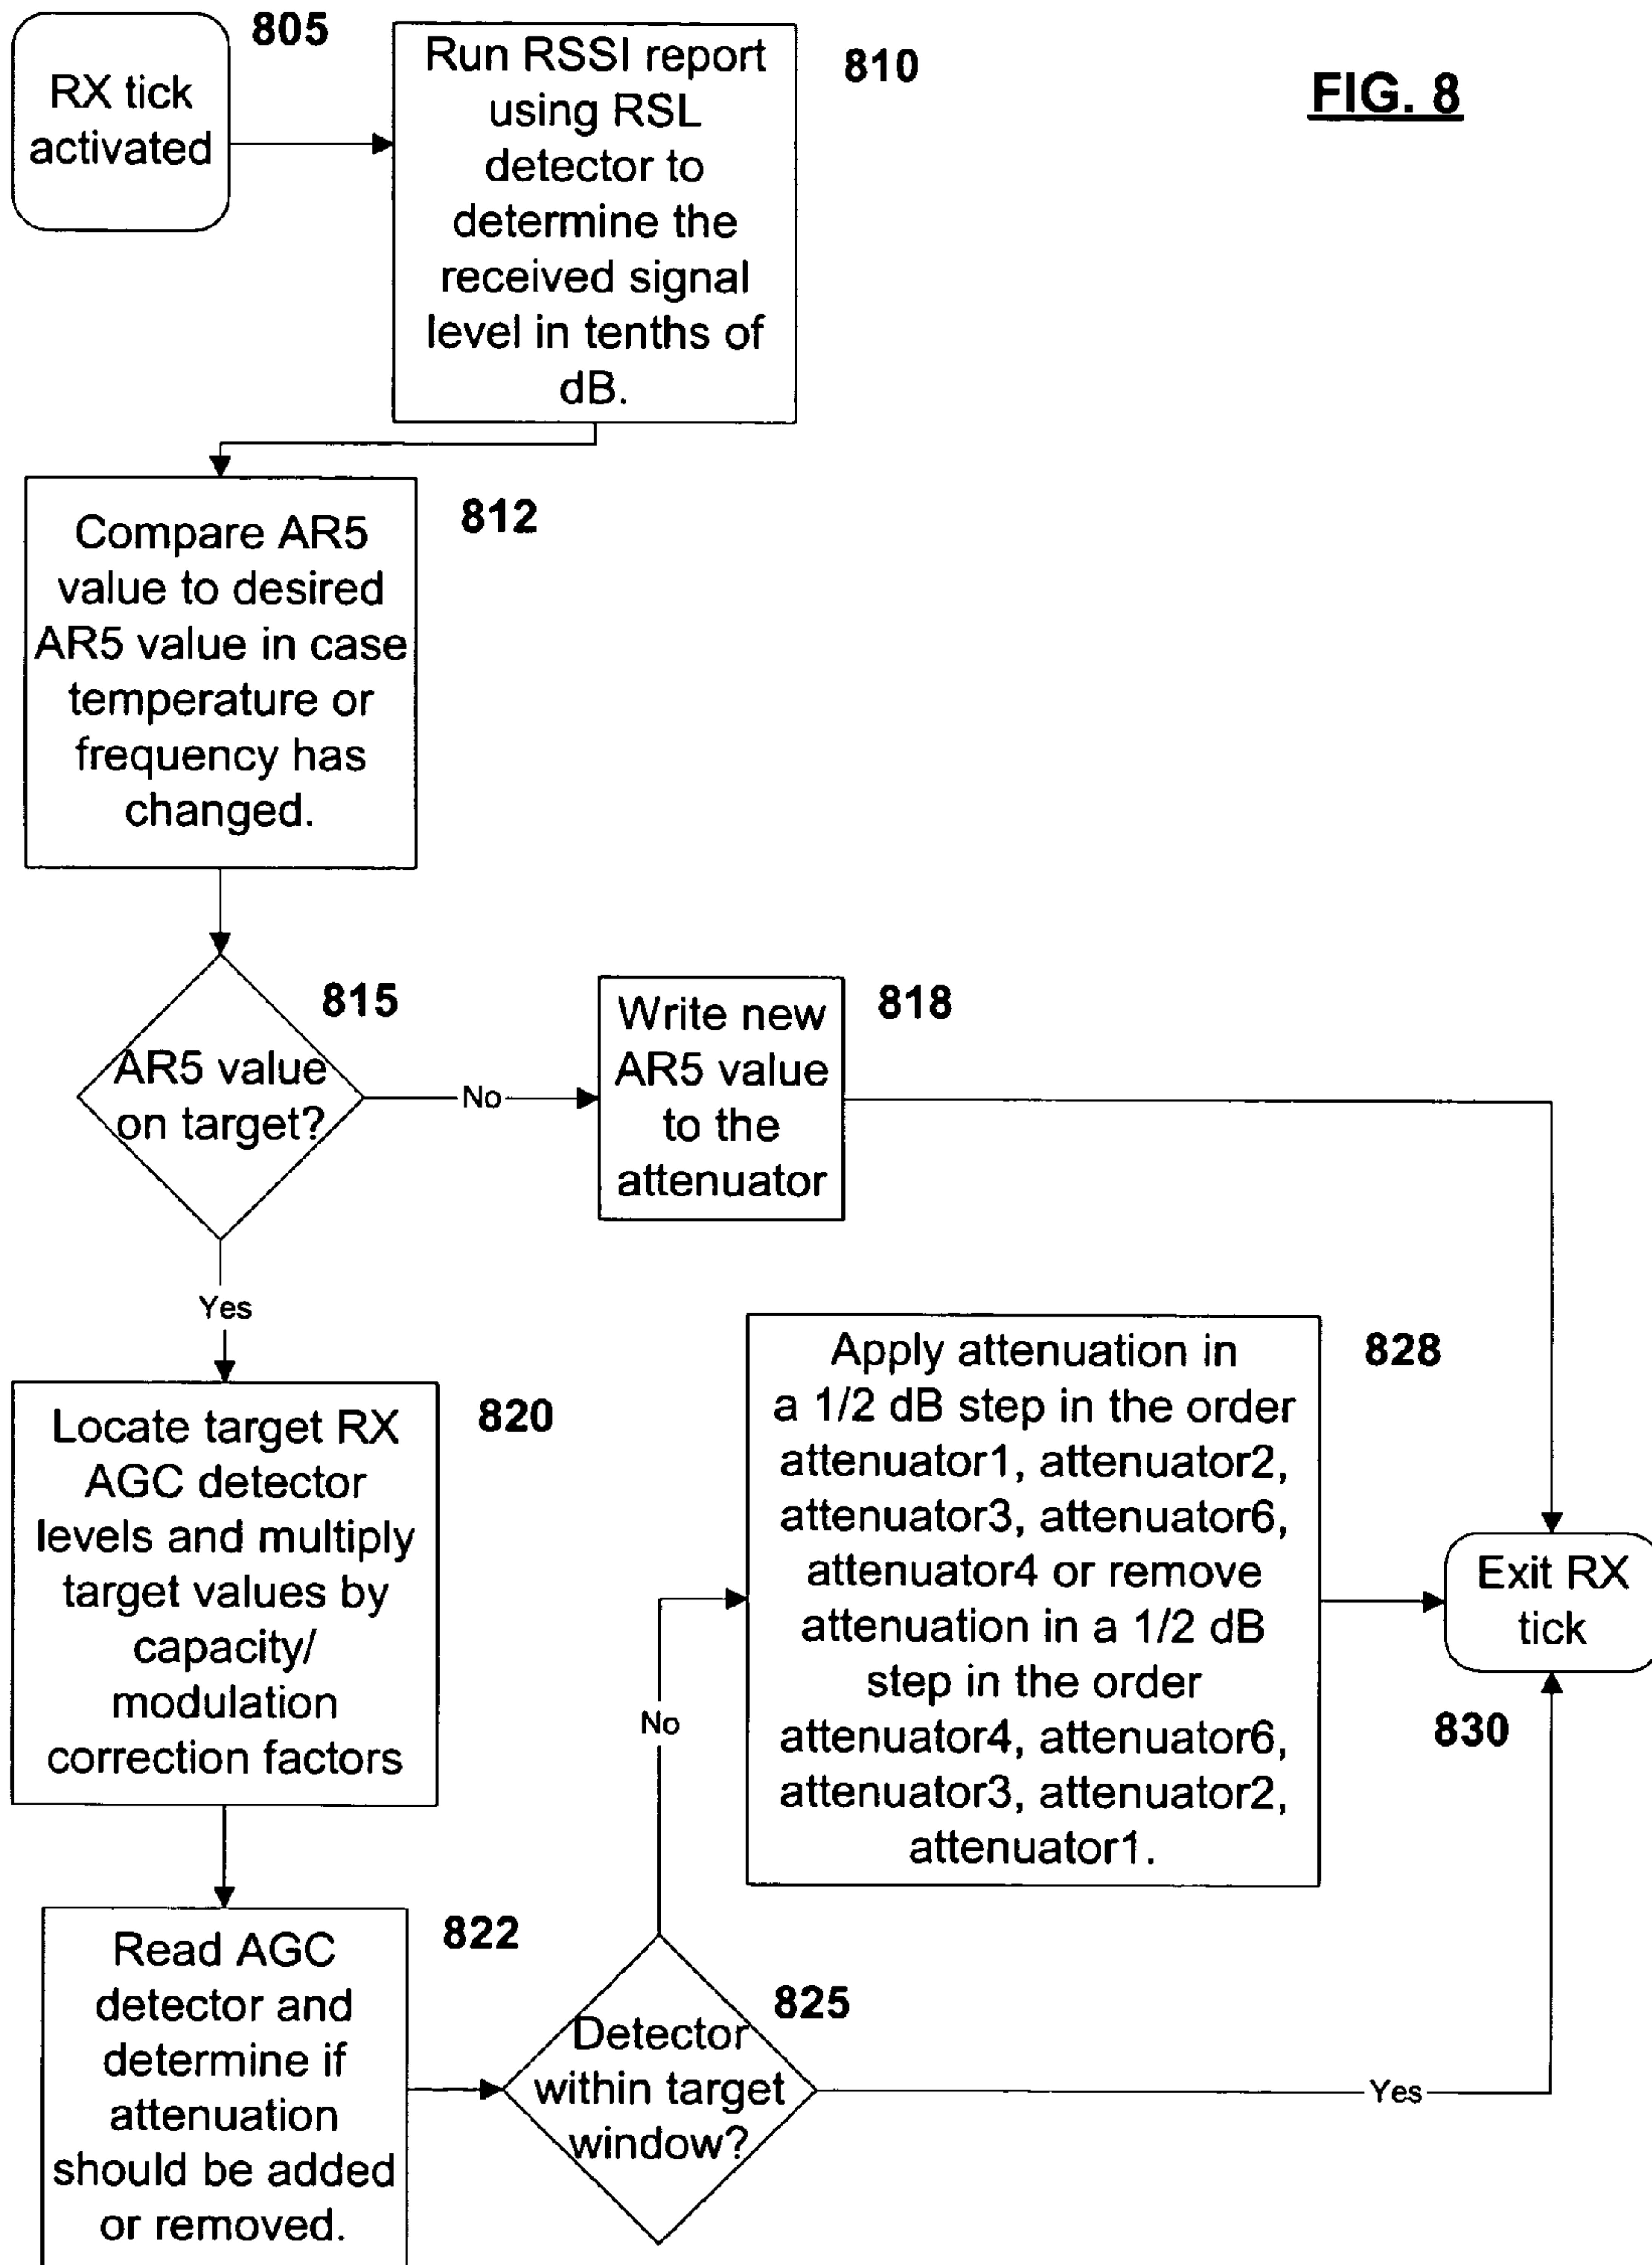 805
RX tick
activated
Run RSSI report
using RSL
detector to
determine the
received signal
level in tenths of
dB.
810
FIG. 8
812
Compare AR5
value to desired
AR5 value in case
temperature or
frequency has
changed.
815
AR5 value
on target?
No
Write new
AR5 value
to the
attenuator
818
Yes
Locate target RX
AGC detector
levels and multiply
target values by
capacity/
modulation
correction factors
820
Apply attenuation in
a 1/2 dB step in the order
attenuator1, attenuator2,
attenuator3, attenuator6,
attenuator4 or remove
attenuation in a 1/2 dB
step in the order
attenuator4, attenuator6,
attenuator3, attenuator2,
attenuator1.
828
Exit RX
tick
830
No
Read AGC
detector and
determine if
attenuation
should be added
or removed.
822
825
Detector
within target
window?
Yes